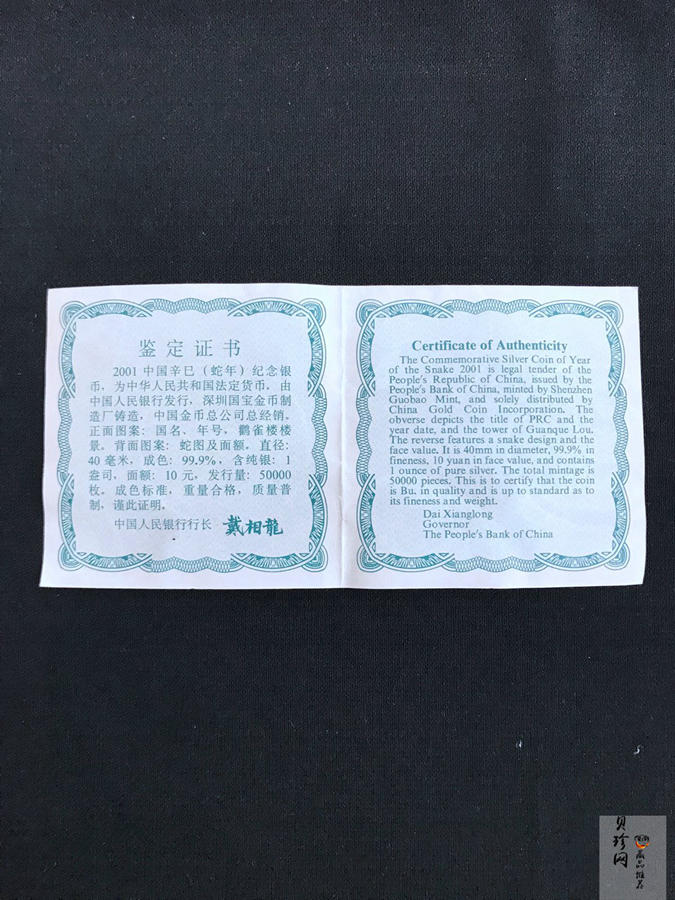 鉴定证书
2001 中国辛巳（蛇年）纪念银
币，为中华人民共和国法定货币。由
中国人民银行发行，深圳国宝金币制
造厂铸造，中国金币总公司总经销。
正面图案：国名、年号，鹳雀楼楼
景。背面图案：蛇图及面额。直径：
40 毫米，成色：99.9%，含纯银：1
盎司，面额：10 元，发行量：50000
枚。成色标准，重量合格，质量普
制，谨此证明。
中国人民银行行长 戴相龍
Certificate of Authenticity
The Commemorative Silver Coin of Year
of the Snake 2001 is legal tender of the
People's Republic of China, issued by the
People's Bank of China, minted by Shenzhen
Guobao Mint, and solely distributed by
China Gold Coin Incorporation. The
obverse depicts the title of PRC and the
year date, and the tower of Guanque Lou.
The reverse features a snake design and the
face value. It is 40mm in diameter, 99.9% in
fineness, 10 yuan in face value, and contains
1 ounce of pure silver. The total mintage is
50000 pieces. This is to certify that the coin
is Bu. in quality and is up to standard as to
its fineness and weight.
Dai Xianglong
Governor
The People's Bank of China
贝珍网
藏品推荐